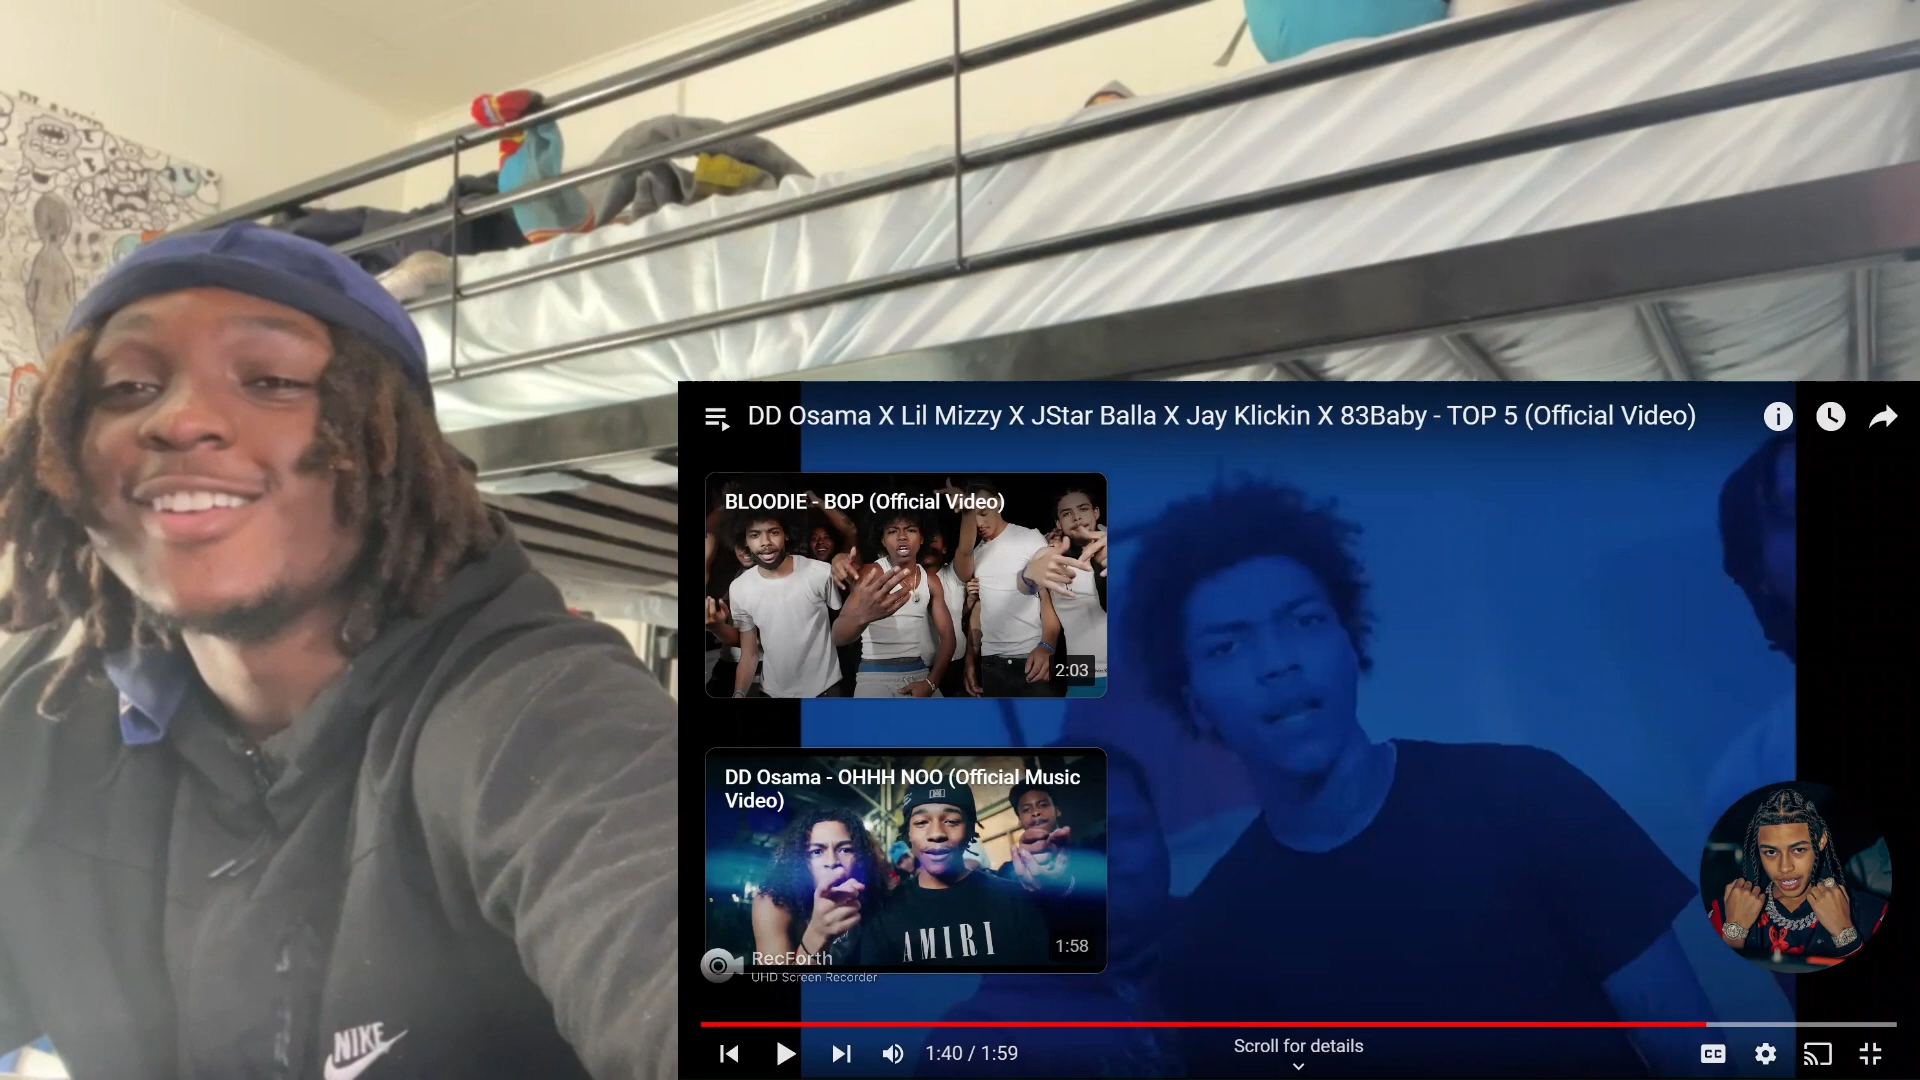 DD Osama X Lil Mizzy X JStar Balla X Jay Klickin X 83Baby - TOP 5 (Official Video)
BLOODIE - BOP (Official Video)
2:03
DD Osama - OHHH NOO (Official Music
Video)
AMIRI
1:58
RecForth
UHD Screen Recorder
NIKE
1:40 / 1:59
Scroll for details
CC